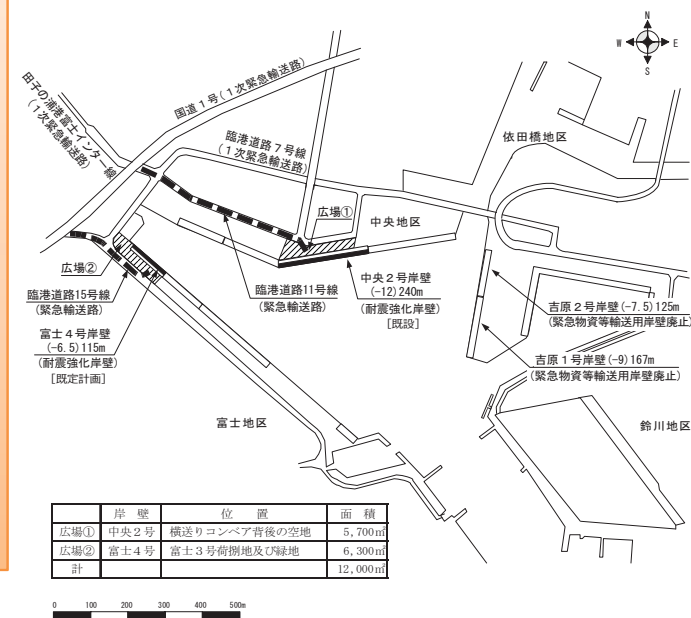 N
W E
S
田子の浦港富士インター線
(1次緊急輸送路)
国道1号(1次緊急輸送路)
臨港道路7号線
(1次緊急輸送路)
依田橋地区
広場①
中央地区
広場②
臨港道路15号線
(緊急輸送路)
臨港道路11号線
(緊急輸送路)
中央2号岸壁
(-12)240m
(耐震強化岸壁)
[既設]
吉原2号岸壁(-7.5)125m
(緊急物資等輸送用岸壁廃止)
富士4号岸壁
(-6.5)115m
(耐震強化岸壁)
[既定計画]
吉原1号岸壁(-9)167m
(緊急物資等輸送用岸壁廃止)
富士地区
鈴川地区
岸壁 位置 面積
広場① 中央2号 横送りコンベア背後の空地 5,700㎡
広場② 富士4号 富士3号荷捌地及び緑地 6,300㎡
計 12,000㎡
0 100 200 300 400 500m